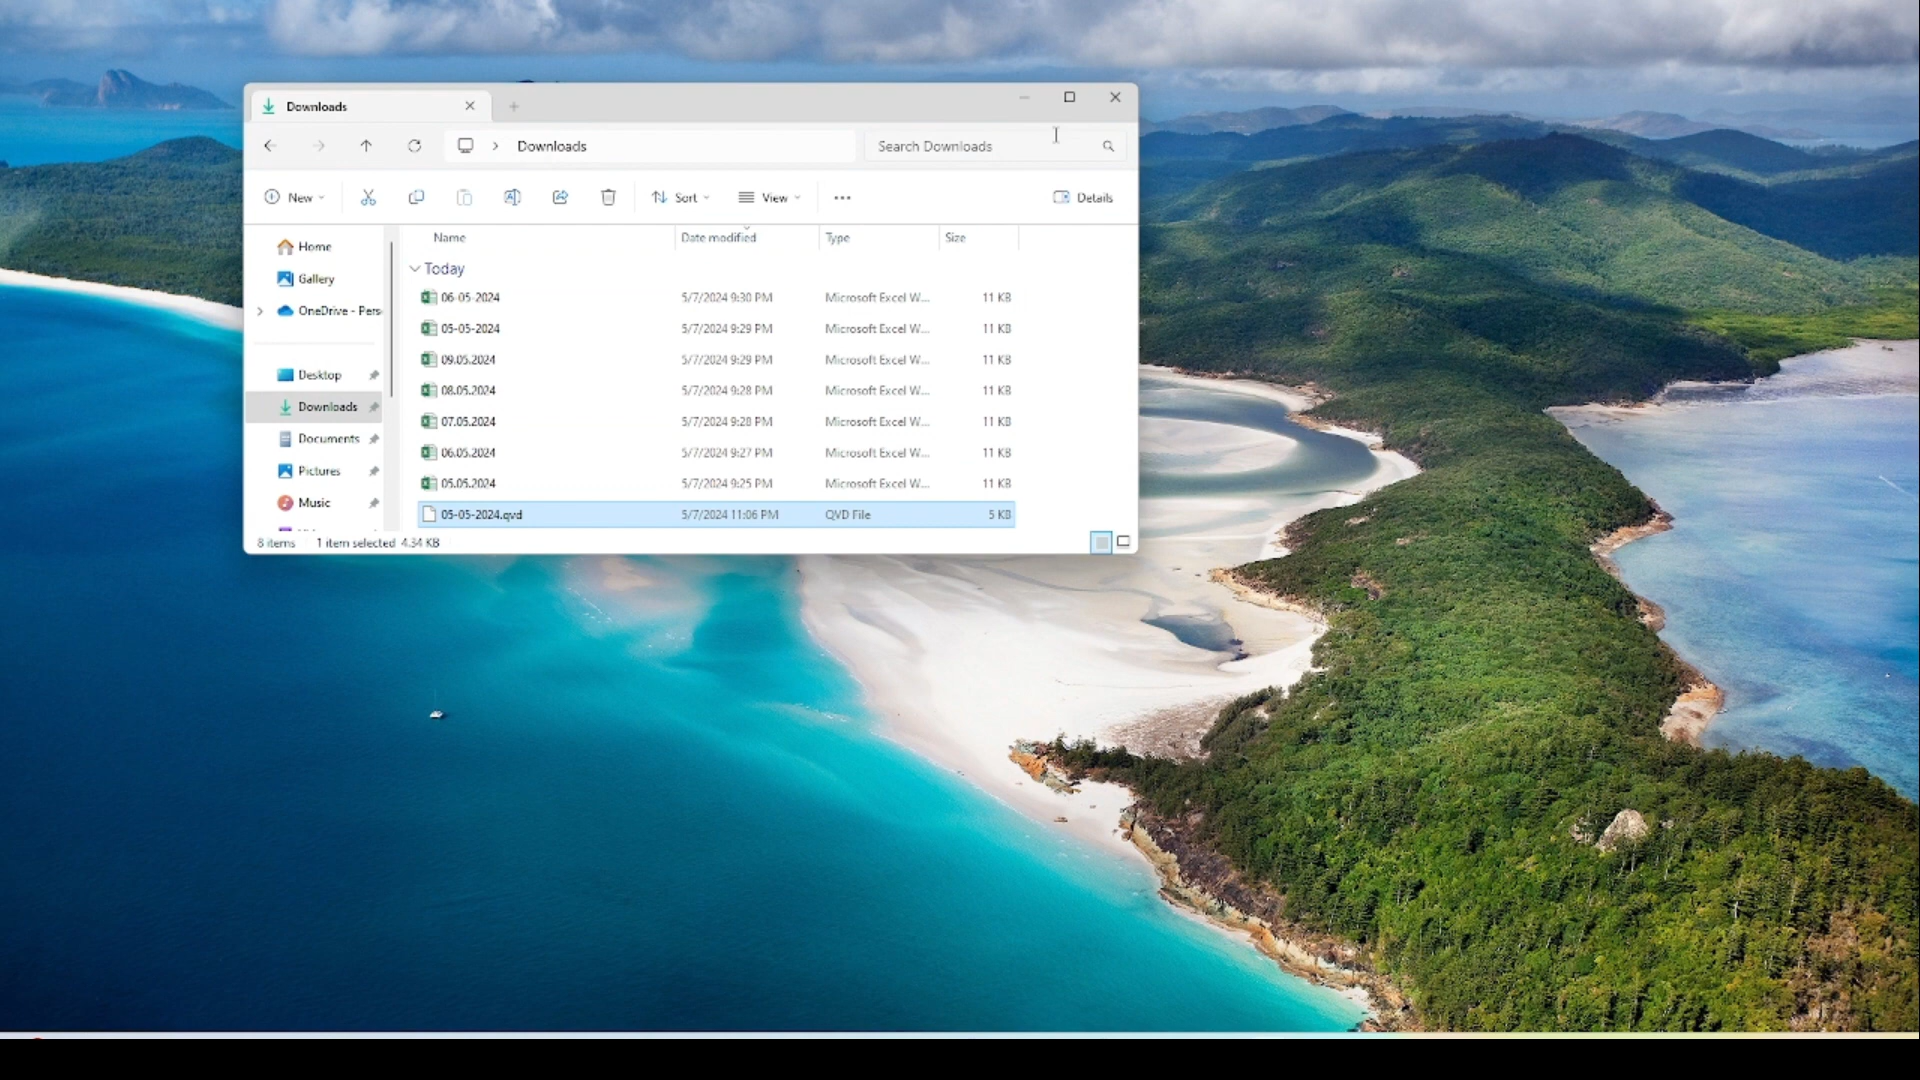 Downloads
Downloads
Search Downloads
New
Sort
View
Details
Name Date modified Type Size
Home
Gallery
OneDrive - Pers
Desktop
Downloads
Documents
Pictures
Music
Today
06-05-2024 5/7/2024 9:30 PM Microsoft Excel W... 11 KB
05-05-2024 5/7/2024 9:29 PM Microsoft Excel W... 11 KB
09.05.2024 5/7/2024 9:29 PM Microsoft Excel W... 11 KB
08.05.2024 5/7/2024 9:28 PM Microsoft Excel W... 11 KB
07.05.2024 5/7/2024 9:28 PM Microsoft Excel W... 11 KB
06.05.2024 5/7/2024 9:27 PM Microsoft Excel W... 11 KB
05.05.2024 5/7/2024 9:25 PM Microsoft Excel W... 11 KB
05-05-2024.qvd 5/7/2024 11:06 PM QVD File 5 KB
8 items 1 item selected 4.34 KB